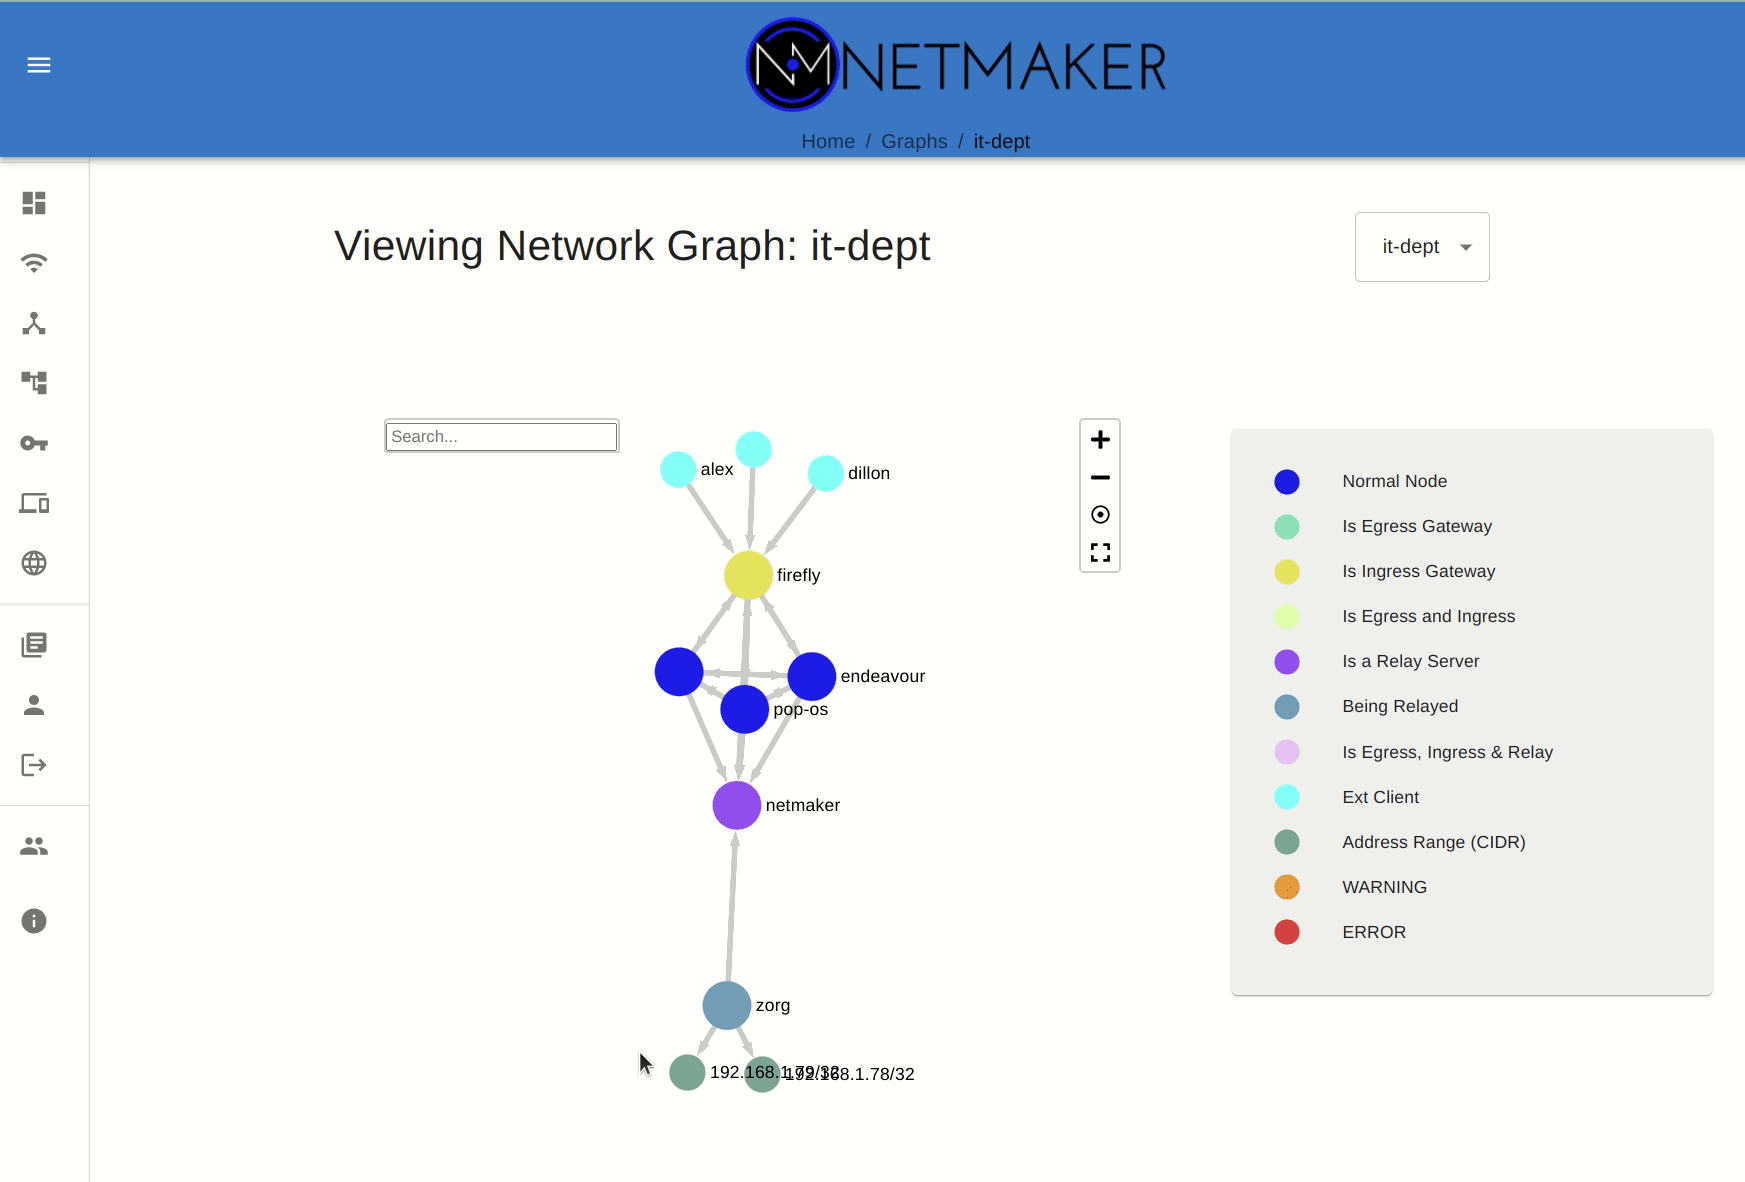 NM NETMAKER
Home / Graphs / it-dept
Viewing Network Graph: it-dept
it-dept
Search...
alex
dillon
firefly
endeavour
pop-os
netmaker
zorg
192.168.1.79/32
192.168.1.78/32
Normal Node
Is Egress Gateway
Is Ingress Gateway
Is Egress and Ingress
Is a Relay Server
Being Relayed
Is Egress, Ingress & Relay
Ext Client
Address Range (CIDR)
WARNING
ERROR